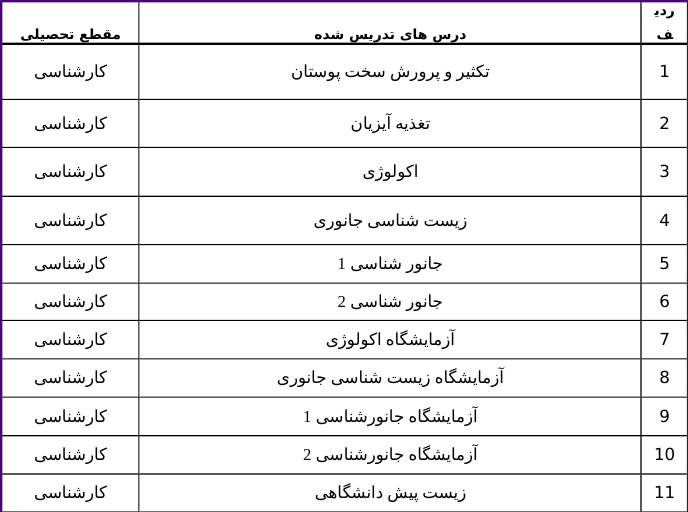 ردیف درس های تدریس شده مقطع تحصیلی
1 تکثیر و پرورش سخت پوستان کارشناسی
2 تغذیه آیزیان کارشناسی
3 اکولوژی کارشناسی
4 زیست شناسی جانوری کارشناسی
5 جانور شناسی 1 کارشناسی
6 جانور شناسی 2 کارشناسی
7 آزمایشگاه اکولوژی کارشناسی
8 آزمایشگاه زیست شناسی جانوری کارشناسی
9 آزمایشگاه جانورشناسی 1 کارشناسی
10 آزمایشگاه جانورشناسی 2 کارشناسی
11 زیست پیش دانشگاهی کارشناسی